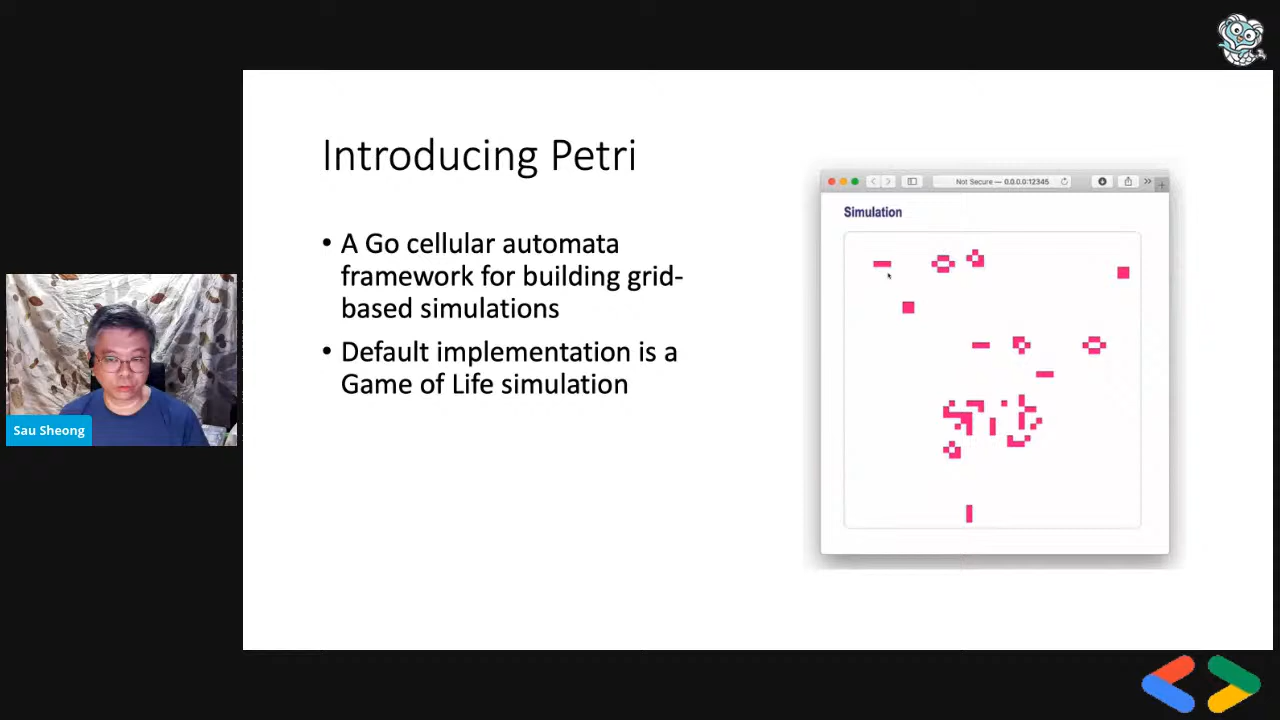 Introducing Petri
• A Go cellular automata
framework for building grid-
based simulations
• Default implementation is a
Game of Life simulation
Not Secure — 0.0.0.0:12345
Simulation
Sau Sheong